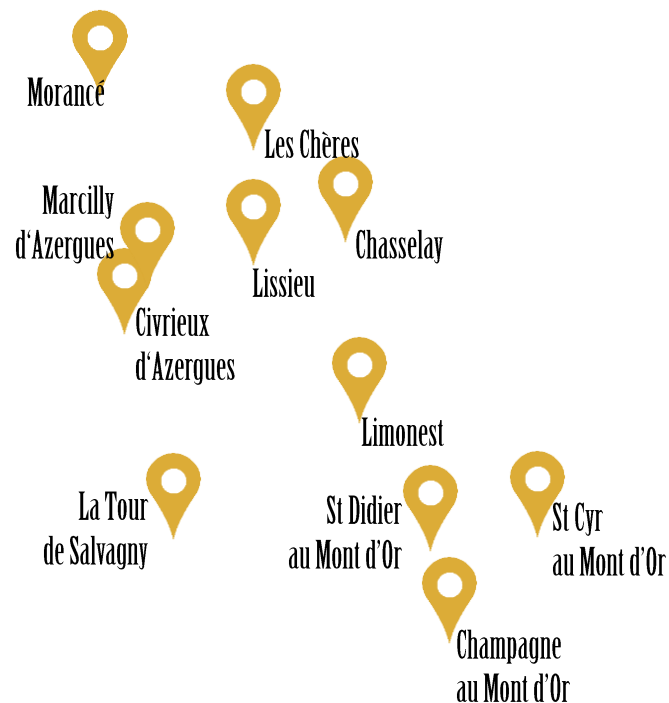 Morancé
Les Chères
Marcilly
d‘Azergues
Chasselay
Lissieu
Civrieux
d‘Azergues
Limonest
La Tour
de Salvagny
St Didier
au Mont d’Or
St Cyr
au Mont d’Or
Champagne
au Mont d’Or